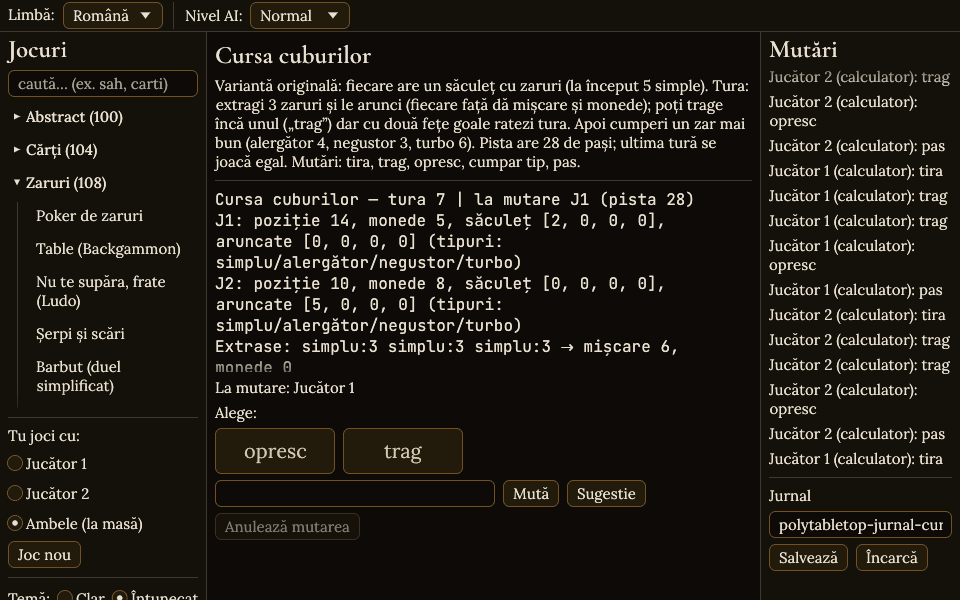 Limbă: Română ▼ Nivel AI: Normal ▼
Jocuri
caută... (ex. sah, carti)
▸ Abstract (100)
▸ Cărți (104)
▾ Zaruri (108)
Poker de zaruri
Table (Backgammon)
Nu te supăra, frate
(Ludo)
Șerpi și scări
Barbut (duel
simplificat)
Tu joci cu:
Jucător 1
Jucător 2
Ambele (la masă)
Joc nou
Temă: Clar Întunecat
Cursa cuburilor
Variantă originală: fiecare are un săculeț cu zaruri (la început 5 simple). Tura:
extragi 3 zaruri și le arunci (fiecare față dă mișcare și monede); poți trage
încă unul („trag”) dar cu două fețe goale ratezi tura. Apoi cumperi un zar mai
bun (alergător 4, negustor 3, turbo 6). Pista are 28 de pași; ultima tură se
joacă egal. Mutări: tira, trag, opresc, cumpar tip, pas.
Cursa cuburilor — tura 7 | la mutare J1 (pista 28)
J1: poziție 14, monede 5, săculeț [2, 0, 0, 0],
aruncate [0, 0, 0, 0] (tipuri:
simplu/alergător/negustor/turbo)
J2: poziție 10, monede 8, săculeț [0, 0, 0, 0],
aruncate [5, 0, 0, 0] (tipuri:
simplu/alergător/negustor/turbo)
Extrase: simplu:3 simplu:3 simplu:3 → mișcare 6,
monede 0
La mutare: Jucător 1
Alege:
opresc trag
Mută Sugestie
Anulează mutarea
Mutări
Jucător 2 (calculator): trag
Jucător 2 (calculator):
opresc
Jucător 2 (calculator): pas
Jucător 1 (calculator): tira
Jucător 1 (calculator): trag
Jucător 1 (calculator): trag
Jucător 1 (calculator):
opresc
Jucător 1 (calculator): pas
Jucător 2 (calculator): tira
Jucător 2 (calculator): trag
Jucător 2 (calculator): trag
Jucător 2 (calculator):
opresc
Jucător 2 (calculator): pas
Jucător 1 (calculator): tira
Jurnal
polytabletop-jurnal-cur
Salvează Încarcă